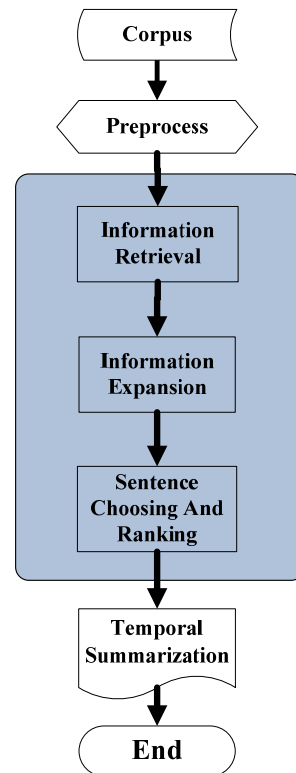 Corpus
Preprocess
Information
Retrieval
Information
Expansion
Sentence
Choosing And
Ranking
Temporal
Summarization
End